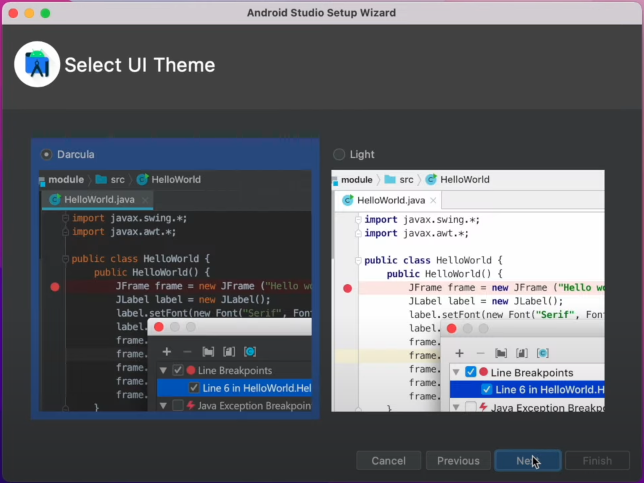 Android Studio Setup Wizard
Select UI Theme
Darcula
module src HelloWorld
HelloWorld.java
import javax.swing.*;
import javax.awt.*;
public class HelloWorld {
public HelloWorld() {
JFrame frame = new JFrame ("Hello wo
JLabel label = new JLabel();
label.setFont(new Font("Serif", Fon
label.
frame.
frame.
frame.
frame.
frame.
}
Line Breakpoints
Line 6 in HelloWorld.Hel
Java Exception Breakpoin
Light
module src HelloWorld
HelloWorld.java
import javax.swing.*;
import javax.awt.*;
public class HelloWorld {
public HelloWorld() {
JFrame frame = new JFrame ("Hello wo
JLabel label = new JLabel();
label.setFont(new Font("Serif", Font
label.
frame.
frame.
frame.
frame.
frame.
}
Line Breakpoints
Line 6 in HelloWorld.H
Java Exception Breakpo
Cancel Previous Finish